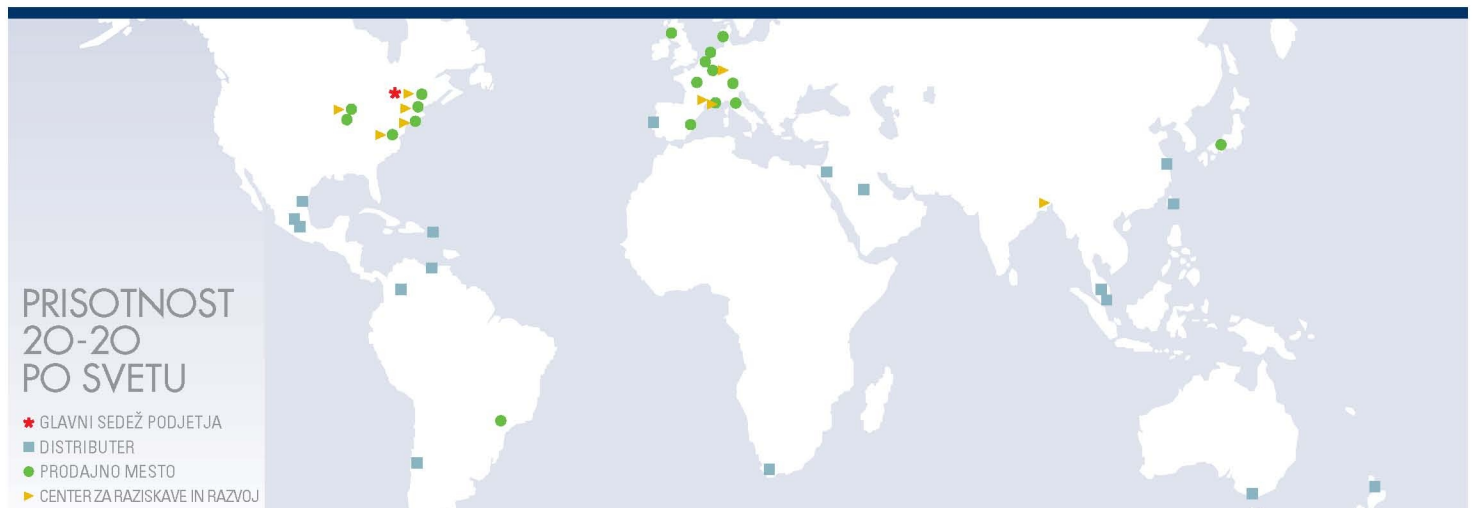 PRISOTNOST
20-20
PO SVETU
GLAVNI SEDEŽ PODJETJA
DISTRIBUTER
PRODAJNO MESTO
CENTER ZA RAZISKAVE IN RAZVOJ